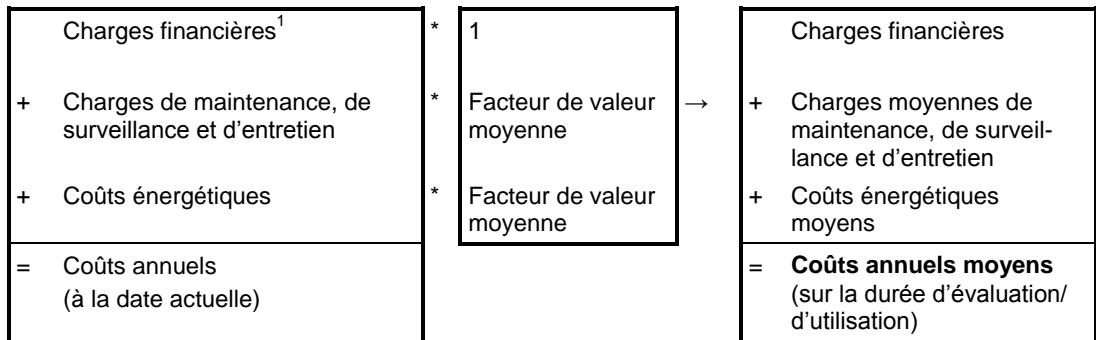 Charges financières¹ * 1 Charges financières
+ Charges de maintenance, de * Facteur de valeur → + Charges moyennes de
surveillance et d'entretien moyenne maintenance, de surveil-
lance et d'entretien
+ Coûts énergétiques * Facteur de valeur + Coûts énergétiques
moyenne moyens
= Coûts annuels = Coûts annuels moyens
(à la date actuelle) (sur la durée d'évaluation/
d'utilisation)